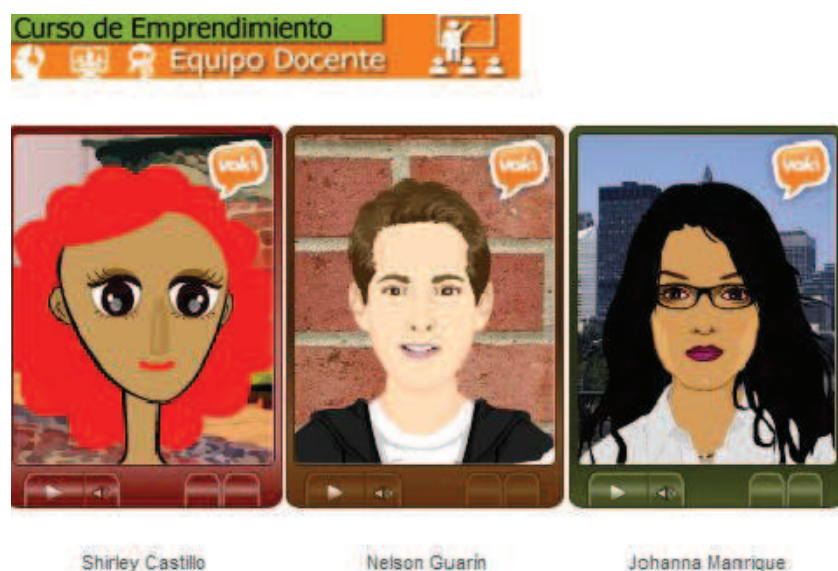 Curso de Emprendimiento
Equipo Docente
voki
voki
voki
Shirley Castillo
Nelson Guarín
Johanna Manrique